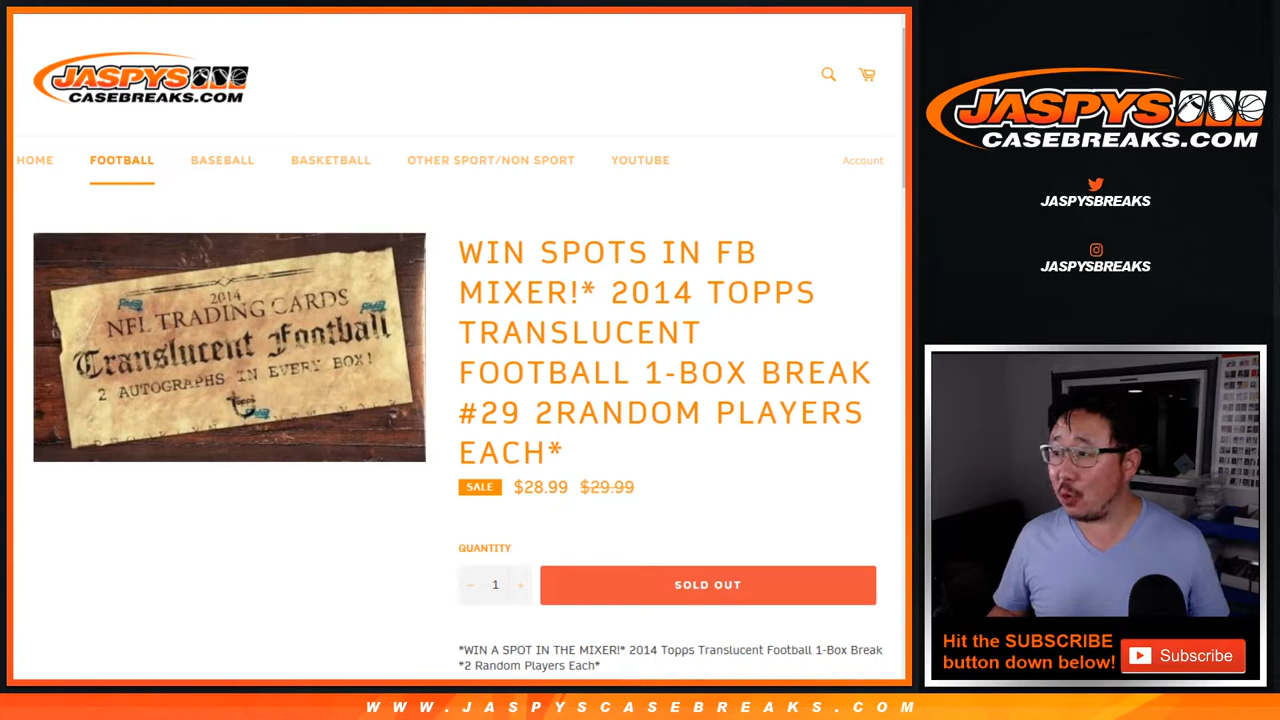 JASPYS
CASEBREAKS.COM
HOME
FOOTBALL
BASEBALL
BASKETBALL
OTHER SPORT/NON SPORT
YOUTUBE
Account
2014
NFL TRADING CARDS
Translucent Football
2 AUTOGRAPHS IN EVERY BOX!
topps
WIN SPOTS IN FB
MIXER!* 2014 TOPPS
TRANSLUCENT
FOOTBALL 1-BOX BREAK
#29 2RANDOM PLAYERS
EACH*
SALE $28.99 $29.99
QUANTITY
− 1 +
SOLD OUT
*WIN A SPOT IN THE MIXER!* 2014 Topps Translucent Football 1-Box Break
*2 Random Players Each*
JASPYS
CASEBREAKS.COM
JASPYSBREAKS
JASPYSBREAKS
Hit the SUBSCRIBE
button down below!
Subscribe
WWW.JASPYSCASEBREAKS.COM